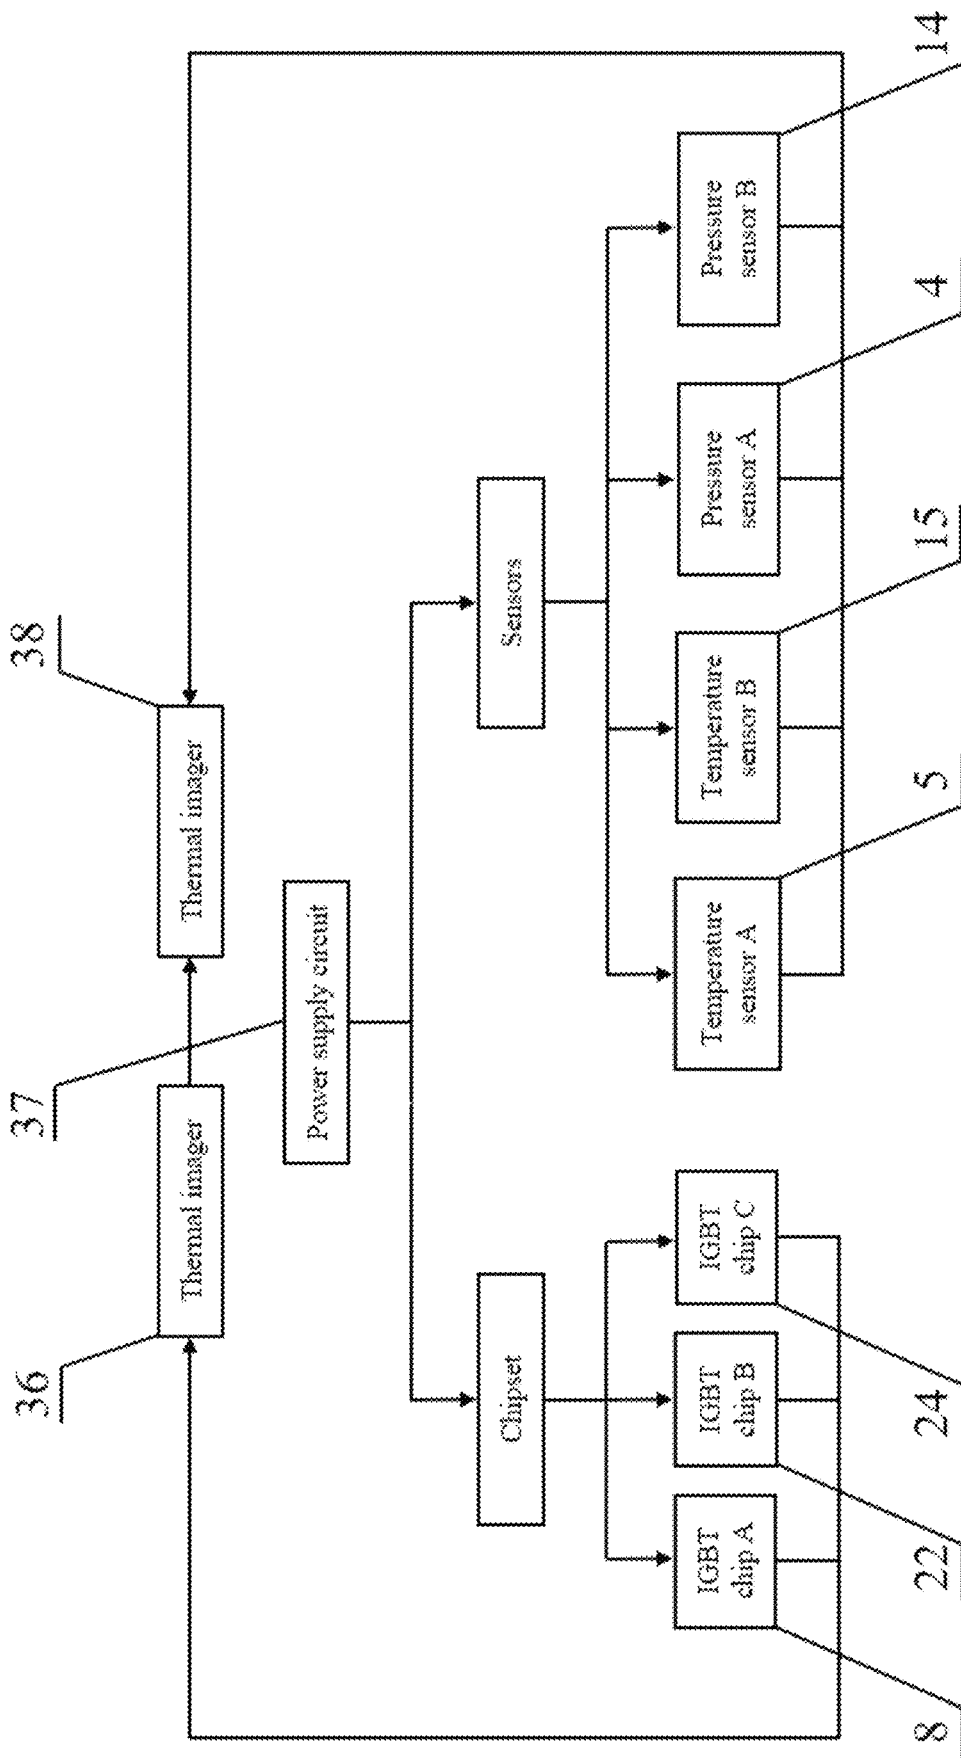 36
37
38
Thermal imager
Thermal imager
Power supply circuit
Chipset
Sensors
IGBT
chip A
IGBT
chip B
IGBT
chip C
Temperature
sensor A
Temperature
sensor B
Pressure
sensor A
Pressure
sensor B
8
22
24
5
15
4
14